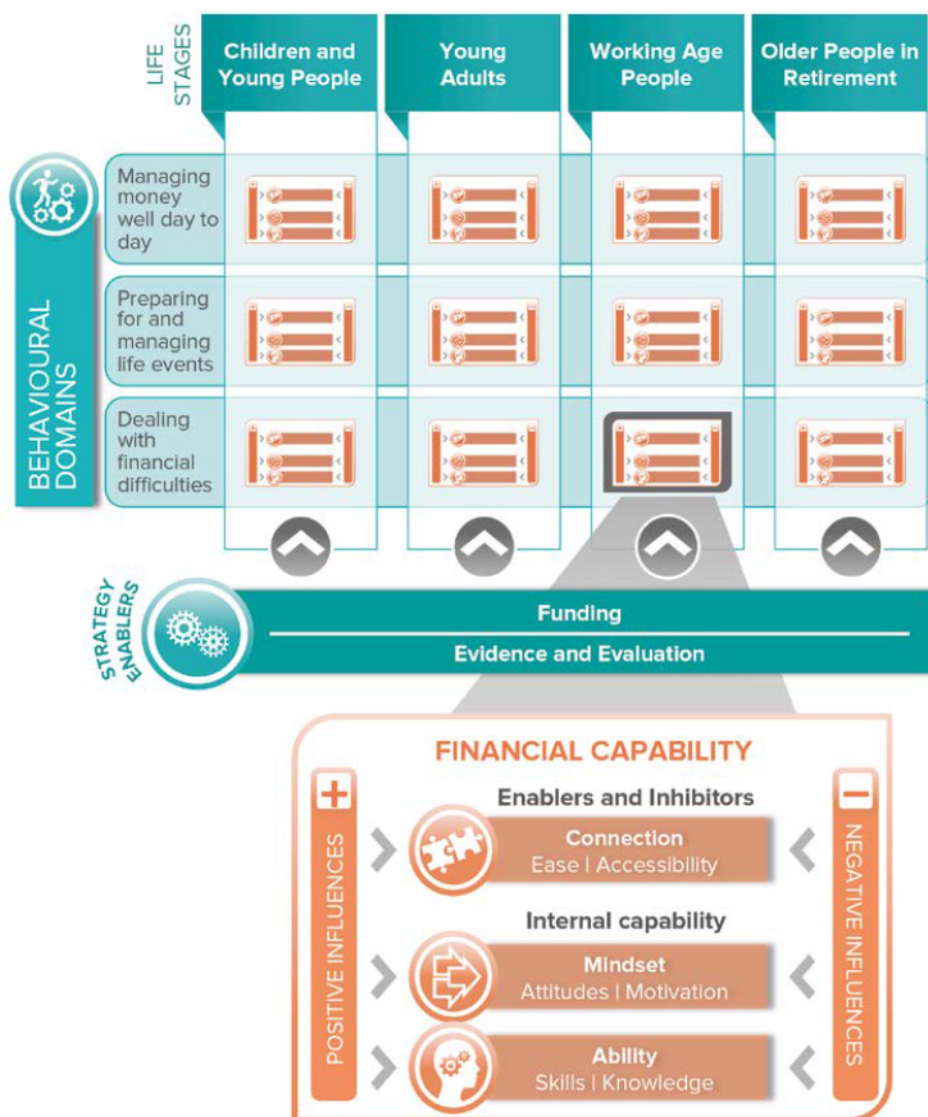 LIFE
STAGES
Children and
Young People
Young
Adults
Working Age
People
Older People in
Retirement
BEHAVIOURAL
DOMAINS
Managing
money
well day to
day
Preparing
for and
managing
life events
Dealing
with
financial
difficulties
STRATEGY
ENABLERS
Funding
Evidence and Evaluation
FINANCIAL CAPABILITY
+
POSITIVE INFLUENCES
Enablers and Inhibitors
Connection
Ease | Accessibility
Internal capability
Mindset
Attitudes | Motivation
Ability
Skills | Knowledge
−
NEGATIVE INFLUENCES